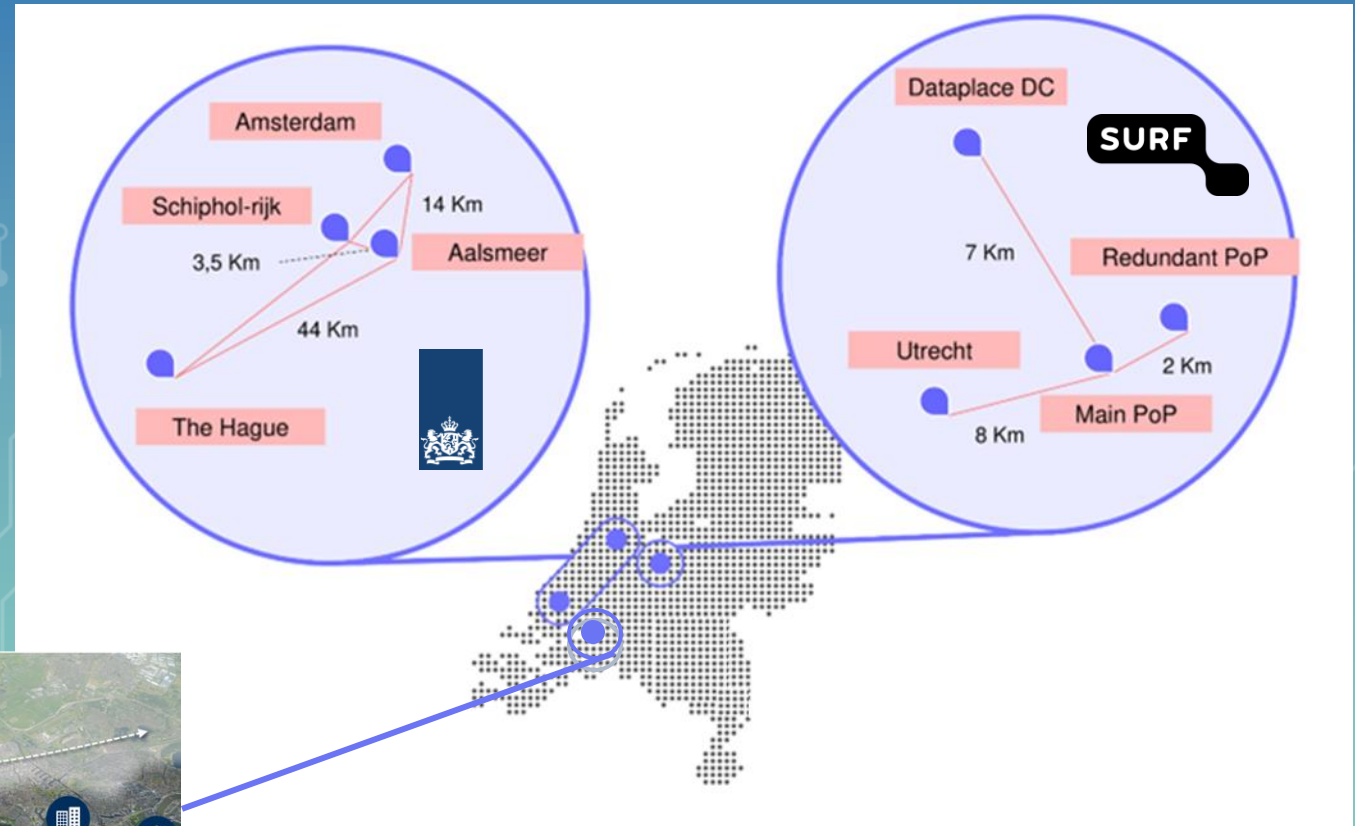 Amsterdam
Schiphol-rijk
14 Km
3,5 Km
Aalsmeer
44 Km
The Hague
Dataplace DC
SURF
7 Km
Redundant PoP
Utrecht
2 Km
Main PoP
8 Km